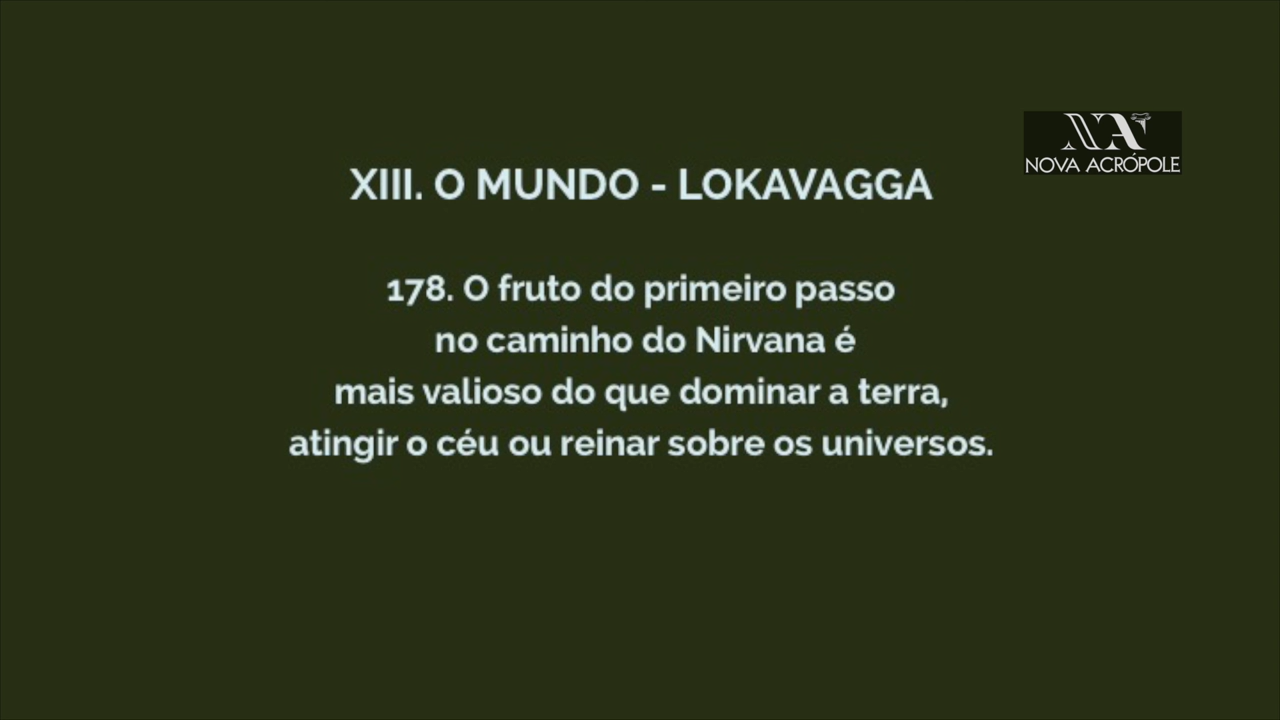 NOVA ACRÓPOLE
XIII. O MUNDO - LOKAVAGGA
178. O fruto do primeiro passo
no caminho do Nirvana é
mais valioso do que dominar a terra,
atingir o céu ou reinar sobre os universos.